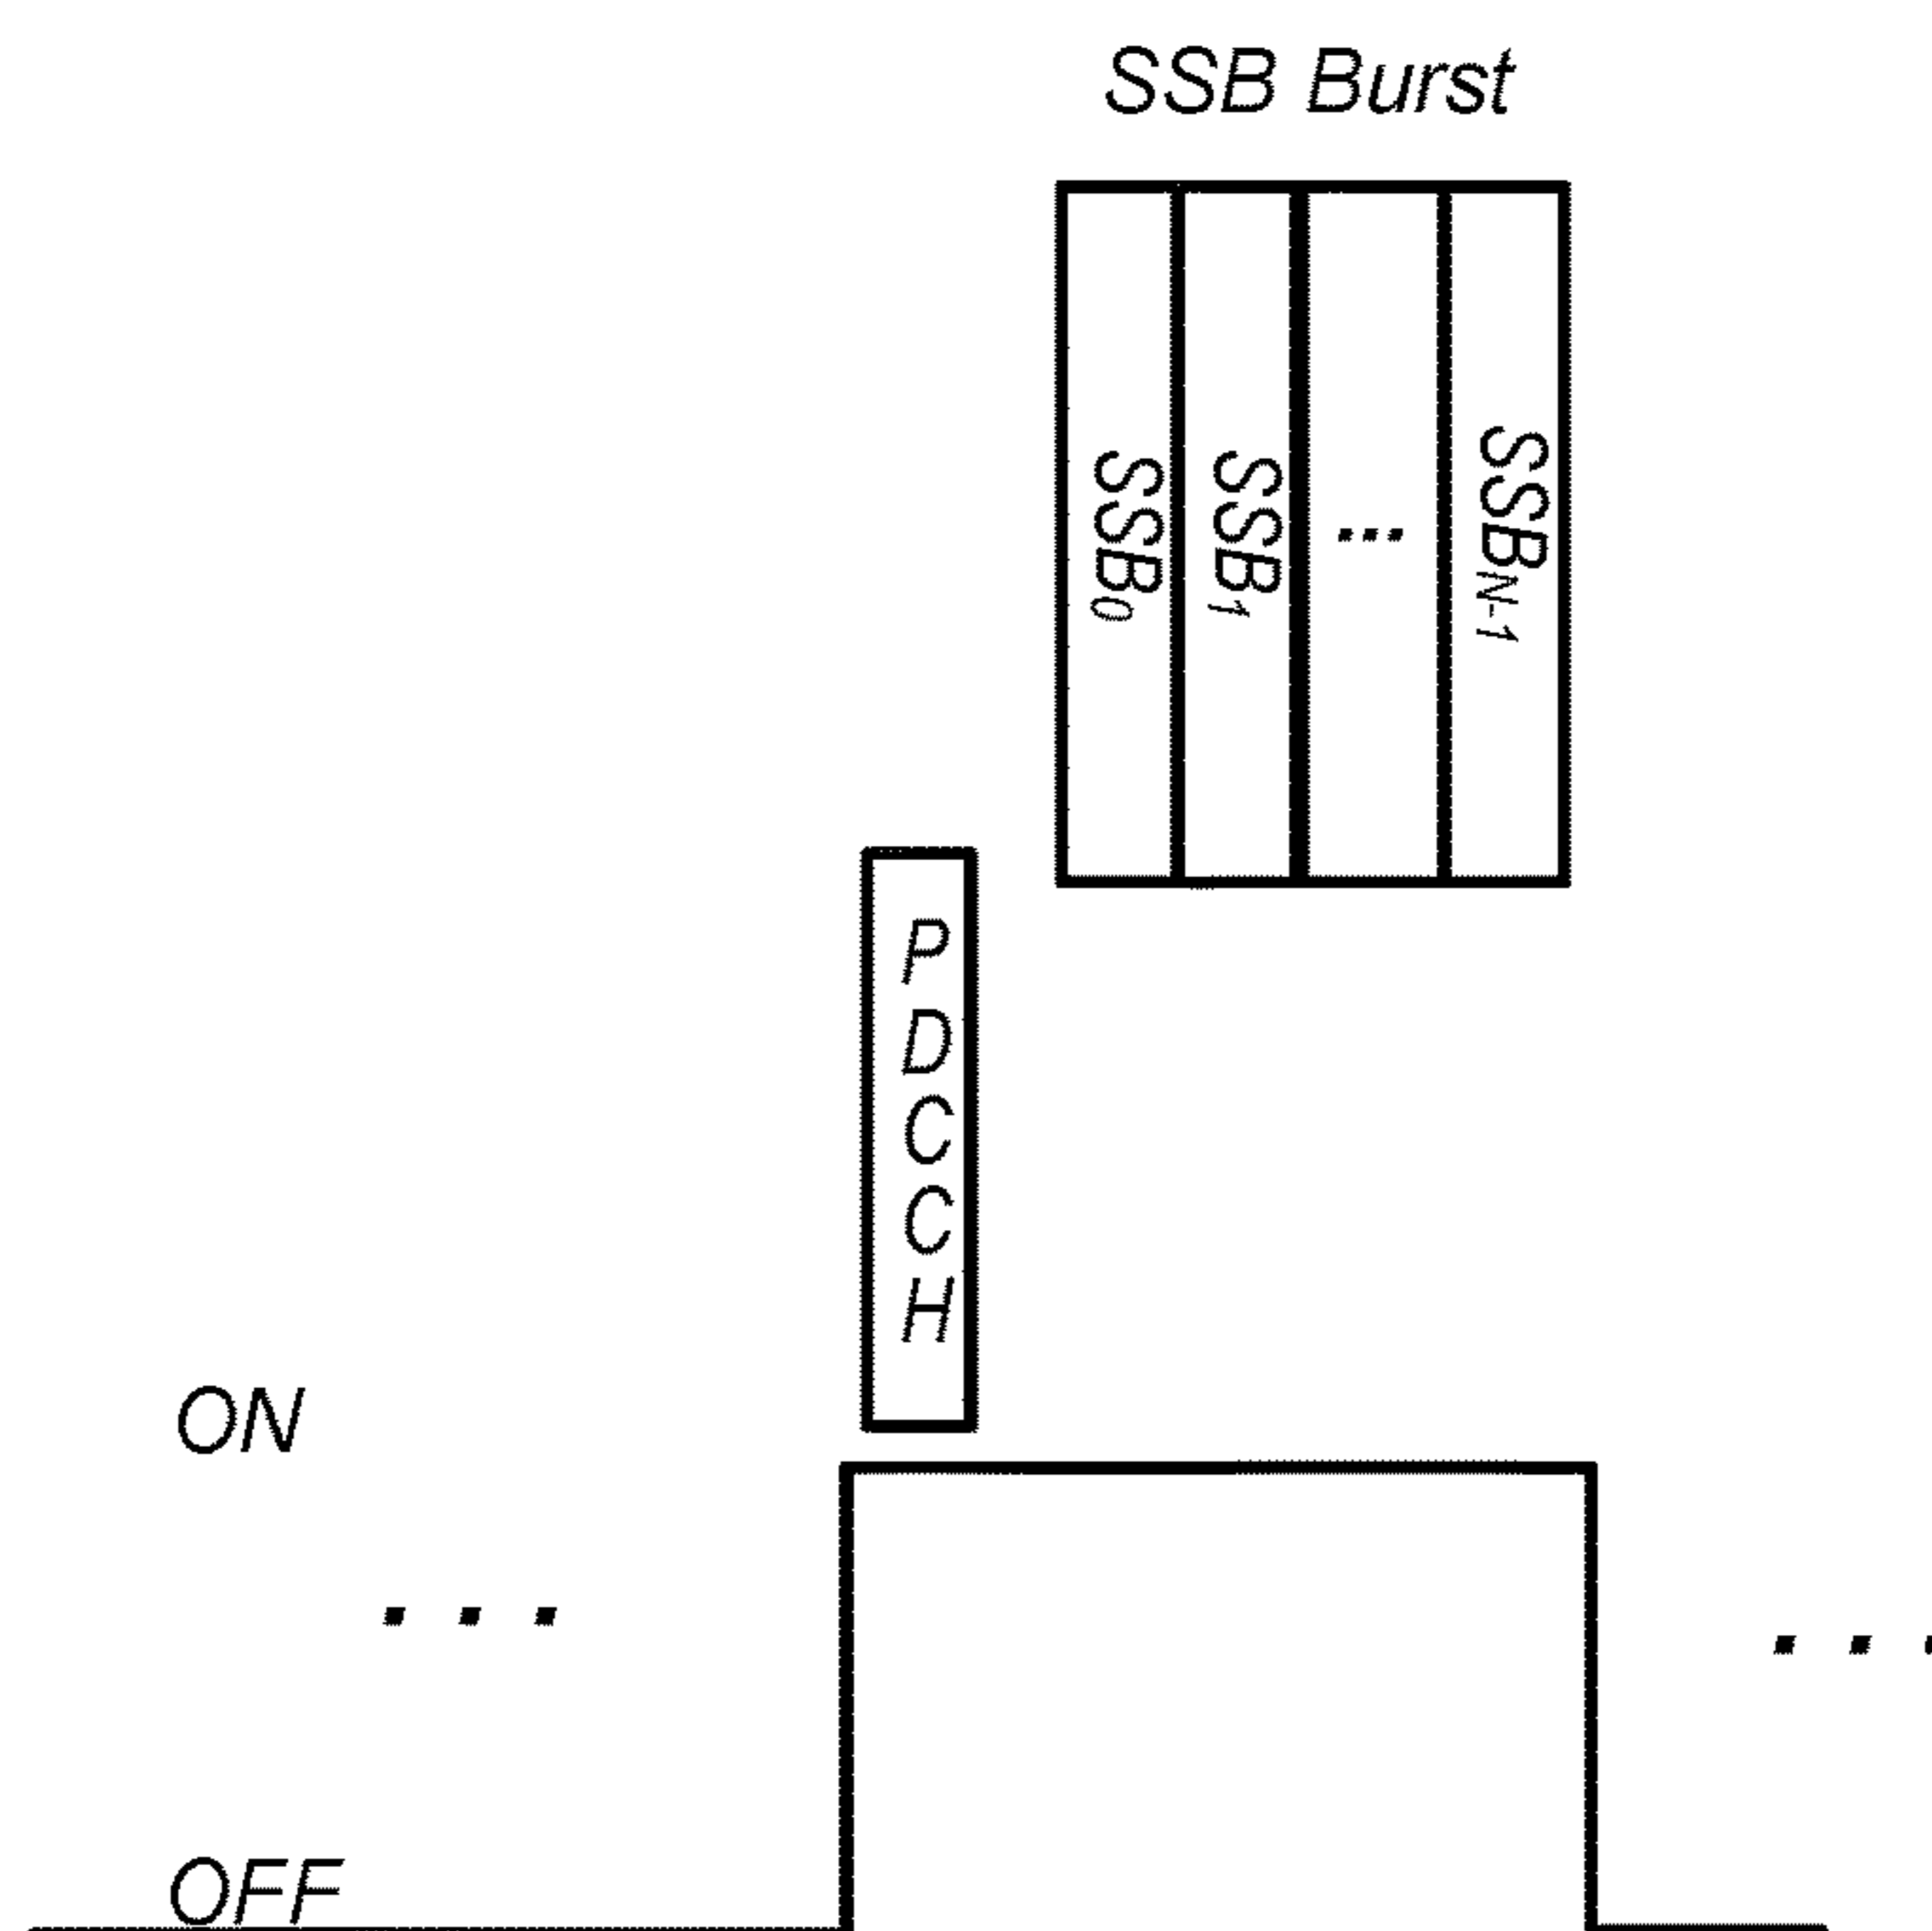 SSB Burst
SSB0
SSB1
...
SSBN-1
PDCCH
ON
. . .
. . .
OFF